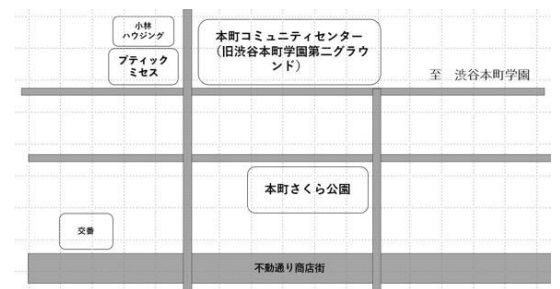 小林
ハウジング
ブティック
ミセス
本町コミュニティセンター
（旧渋谷本町学園第二グラウ
ンド）
至　渋谷本町学園
本町さくら公園
交番
不動通り商店街